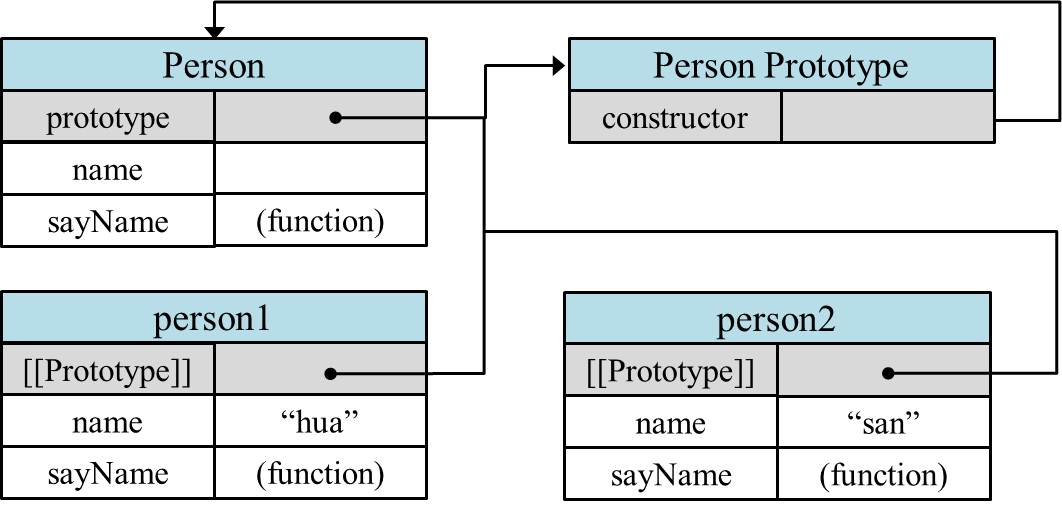 Person
prototype
name
sayName (function)
Person Prototype
constructor
person1
[[Prototype]]
name “hua”
sayName (function)
person2
[[Prototype]]
name “san”
sayName (function)